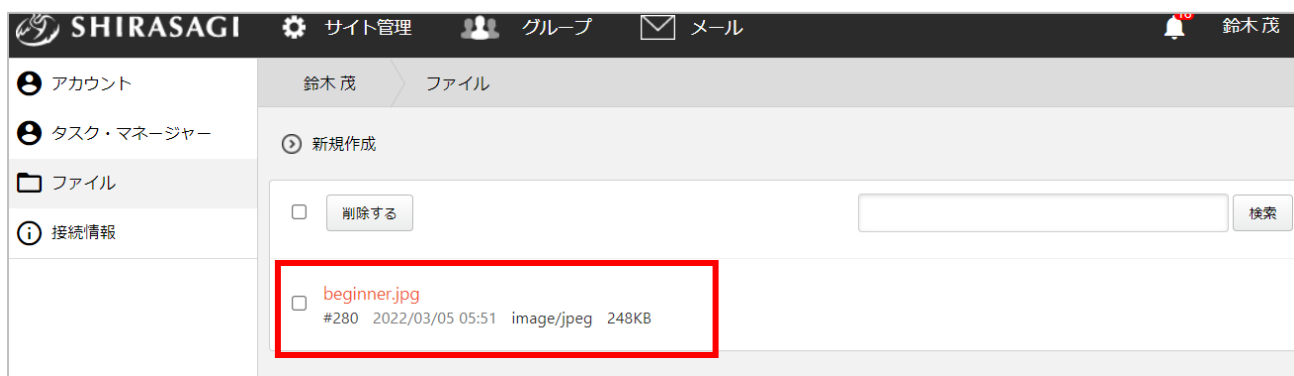 SHIRASAGI サイト管理 グループ メール 鈴木 茂
アカウント
タスク・マネージャー
ファイル
接続情報
鈴木 茂 ファイル
新規作成
削除する 検索
beginner.jpg
#280 2022/03/05 05:51 image/jpeg 248KB